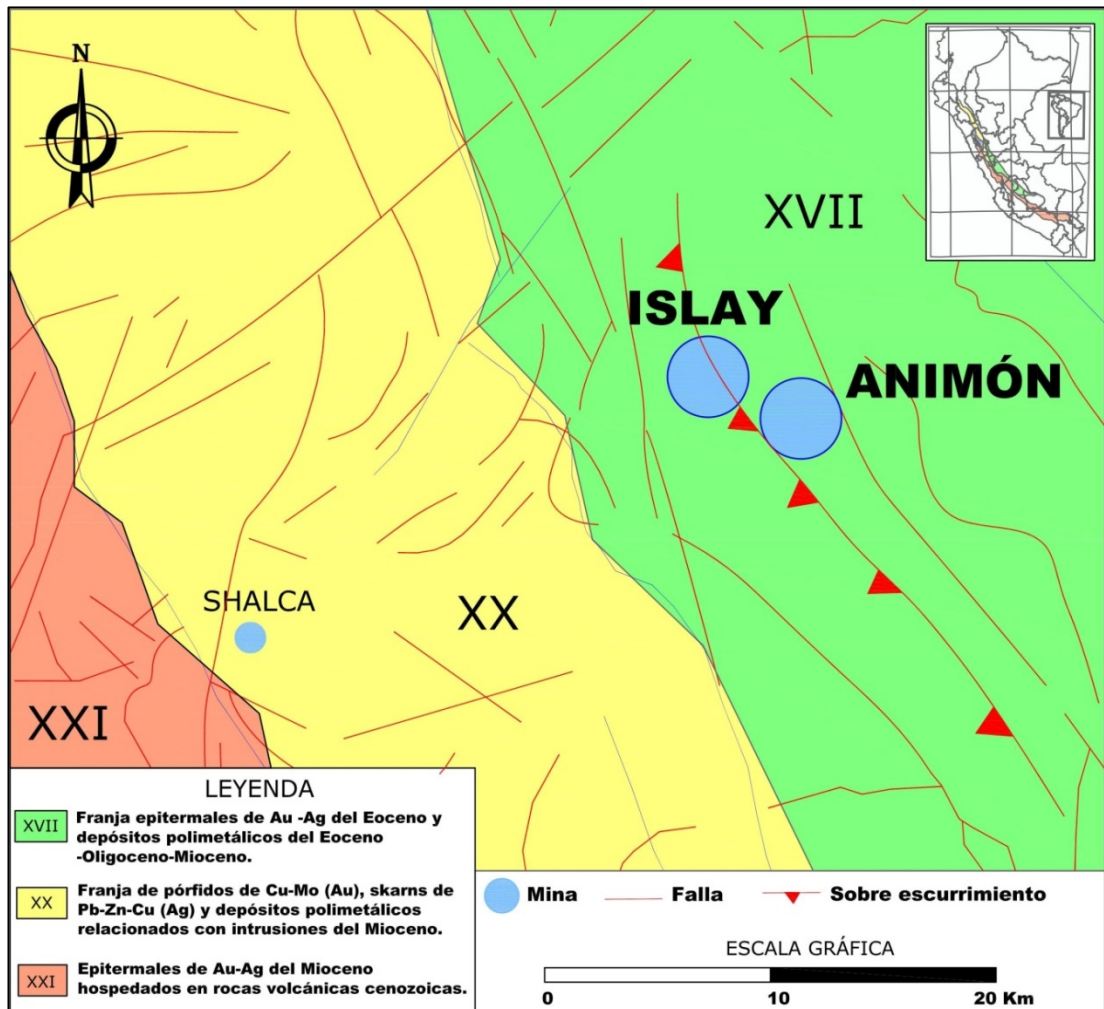 N
XVII
ISLAY
ANIMÓN
SHALCA
XX
XXI
LEYENDA
XVII
Franja epitermales de Au -Ag del Eoceno y
depósitos polimetálicos del Eoceno
-Oligoceno-Mioceno.
XX
Franja de pórfidos de Cu-Mo (Au), skarns de
Pb-Zn-Cu (Ag) y depósitos polimetálicos
relacionados con intrusiones del Mioceno.
XXI
Epitermales de Au-Ag del Mioceno
hospedados en rocas volcánicas cenozoicas.
Mina
Falla
Sobre escurrimiento
ESCALA GRÁFICA
0 10 20 Km